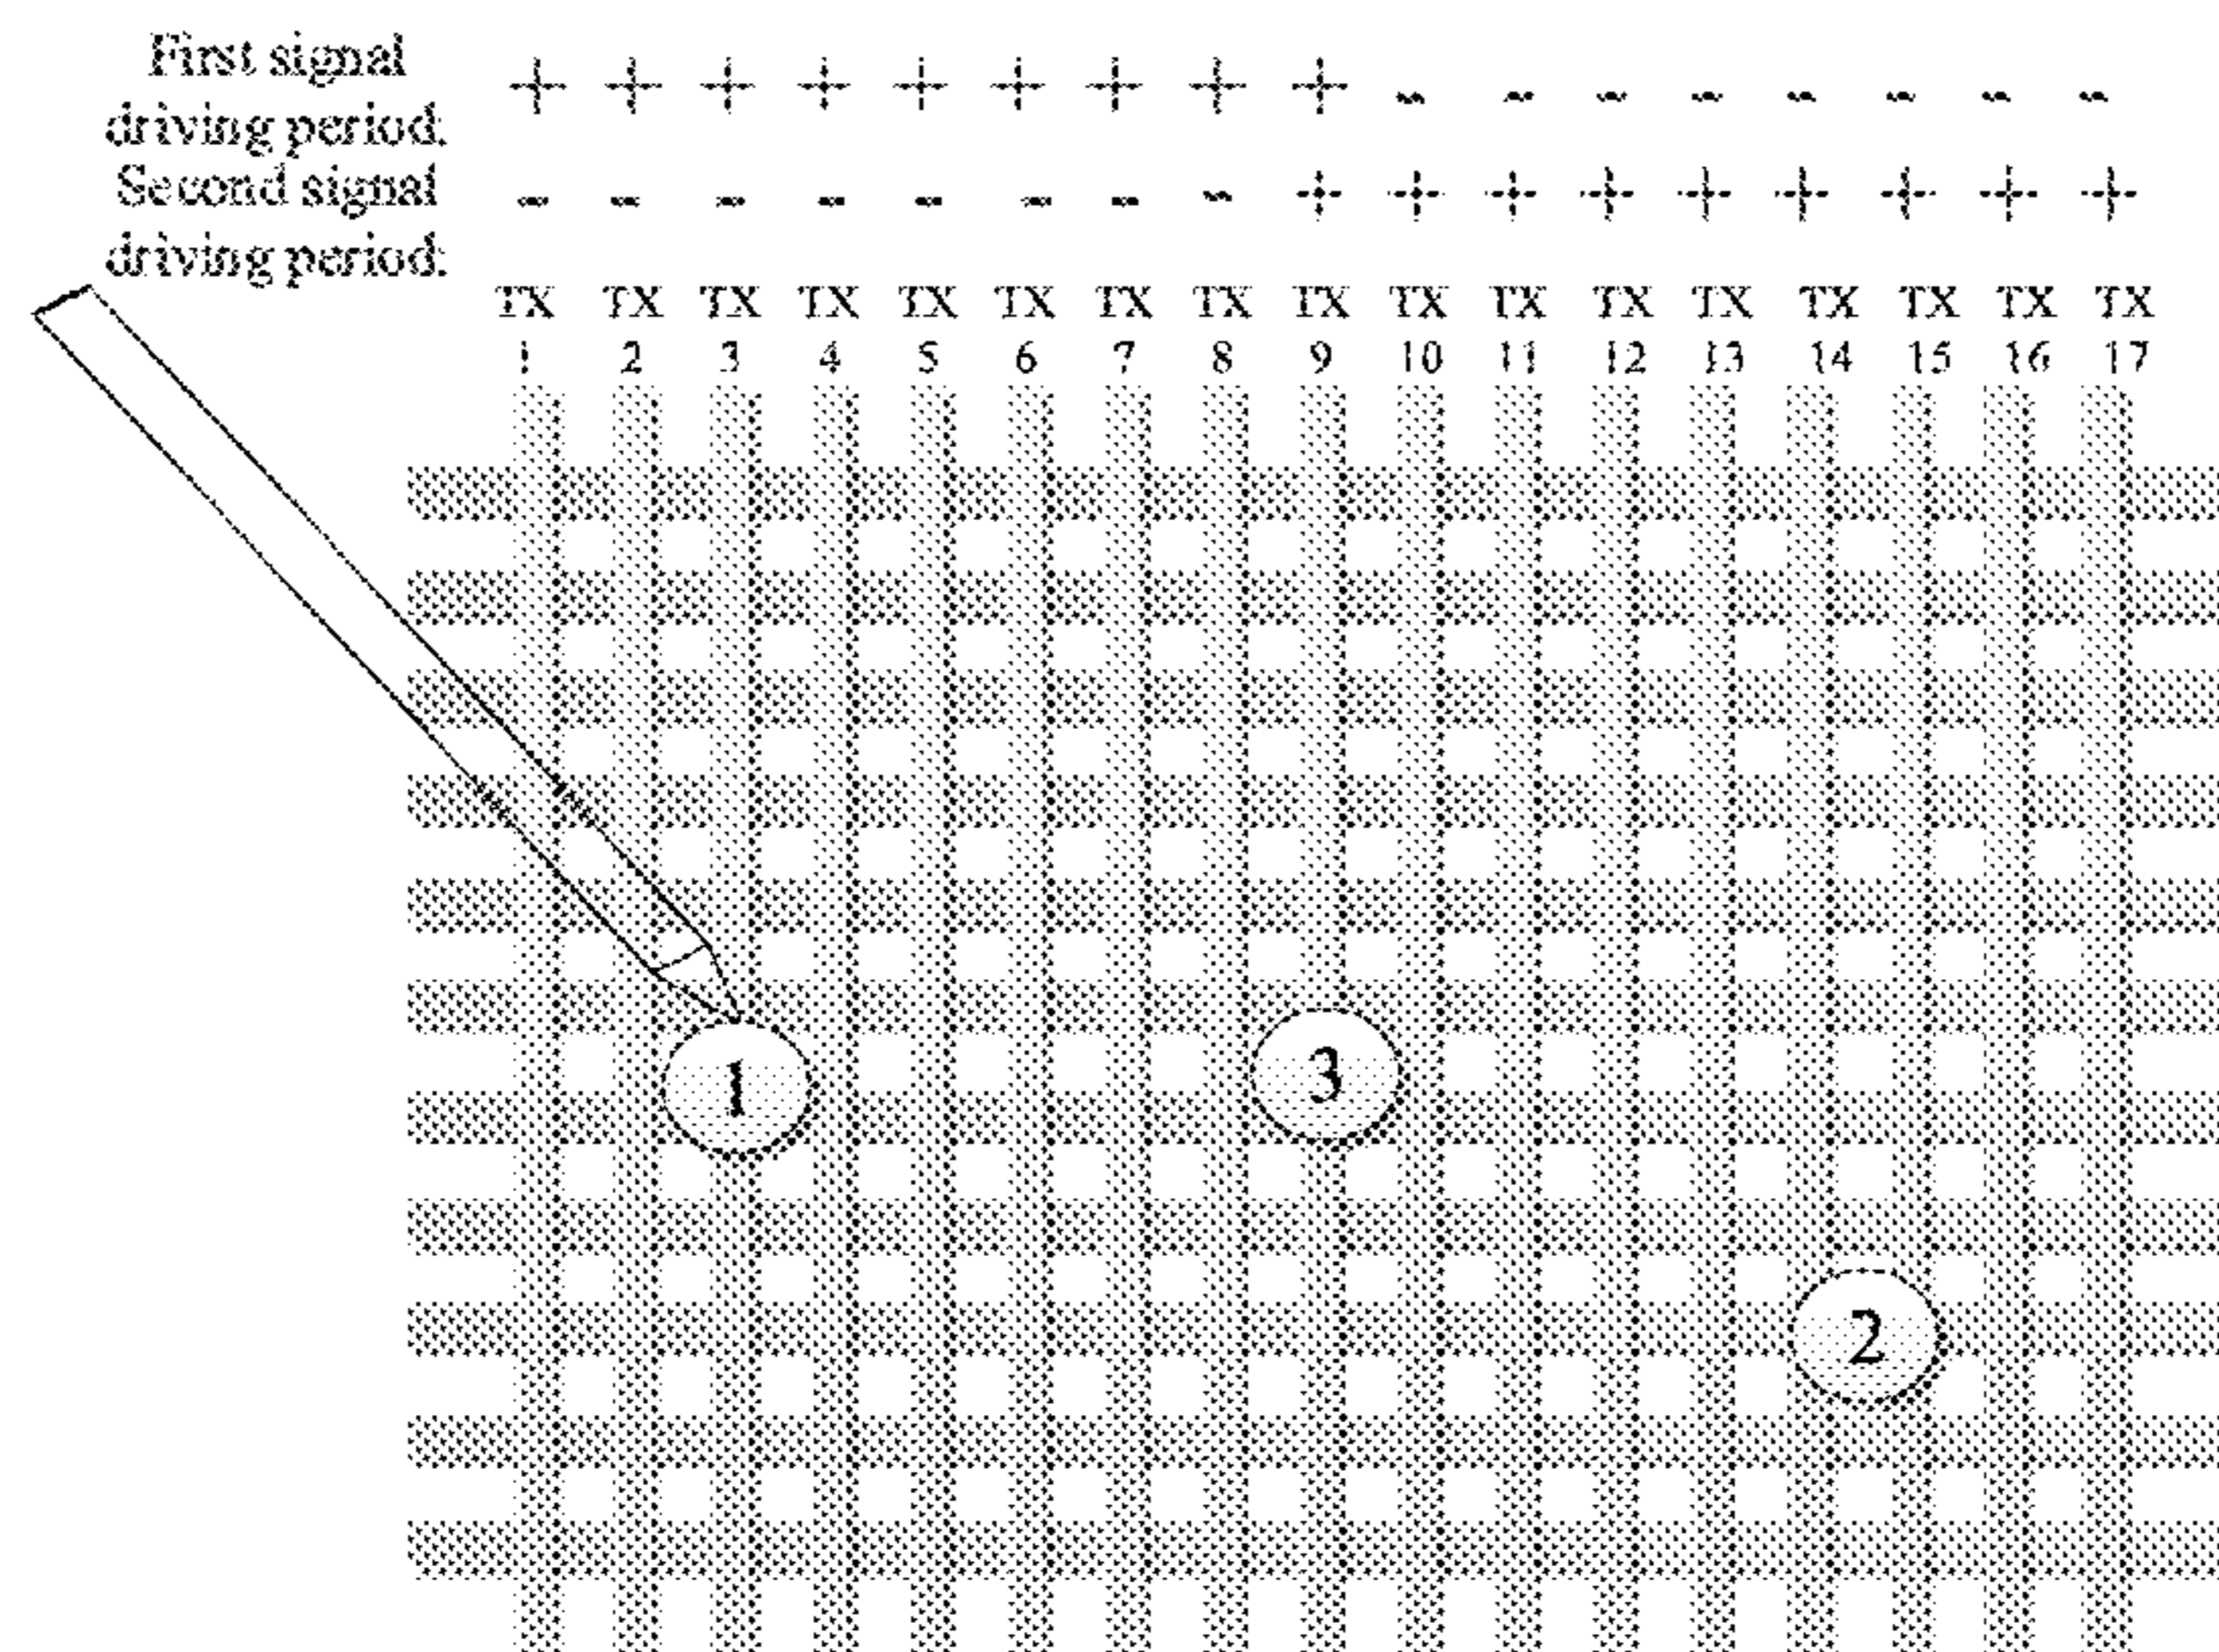 First signal + + + + + + + + + - - - - - - - -
driving period:
Second signal - - - - - - - - + + + + + + + + +
driving period:
TX TX TX TX TX TX TX TX TX TX TX TX TX TX TX TX TX
1 2 3 4 5 6 7 8 9 10 11 12 13 14 15 16 17
1
3
2